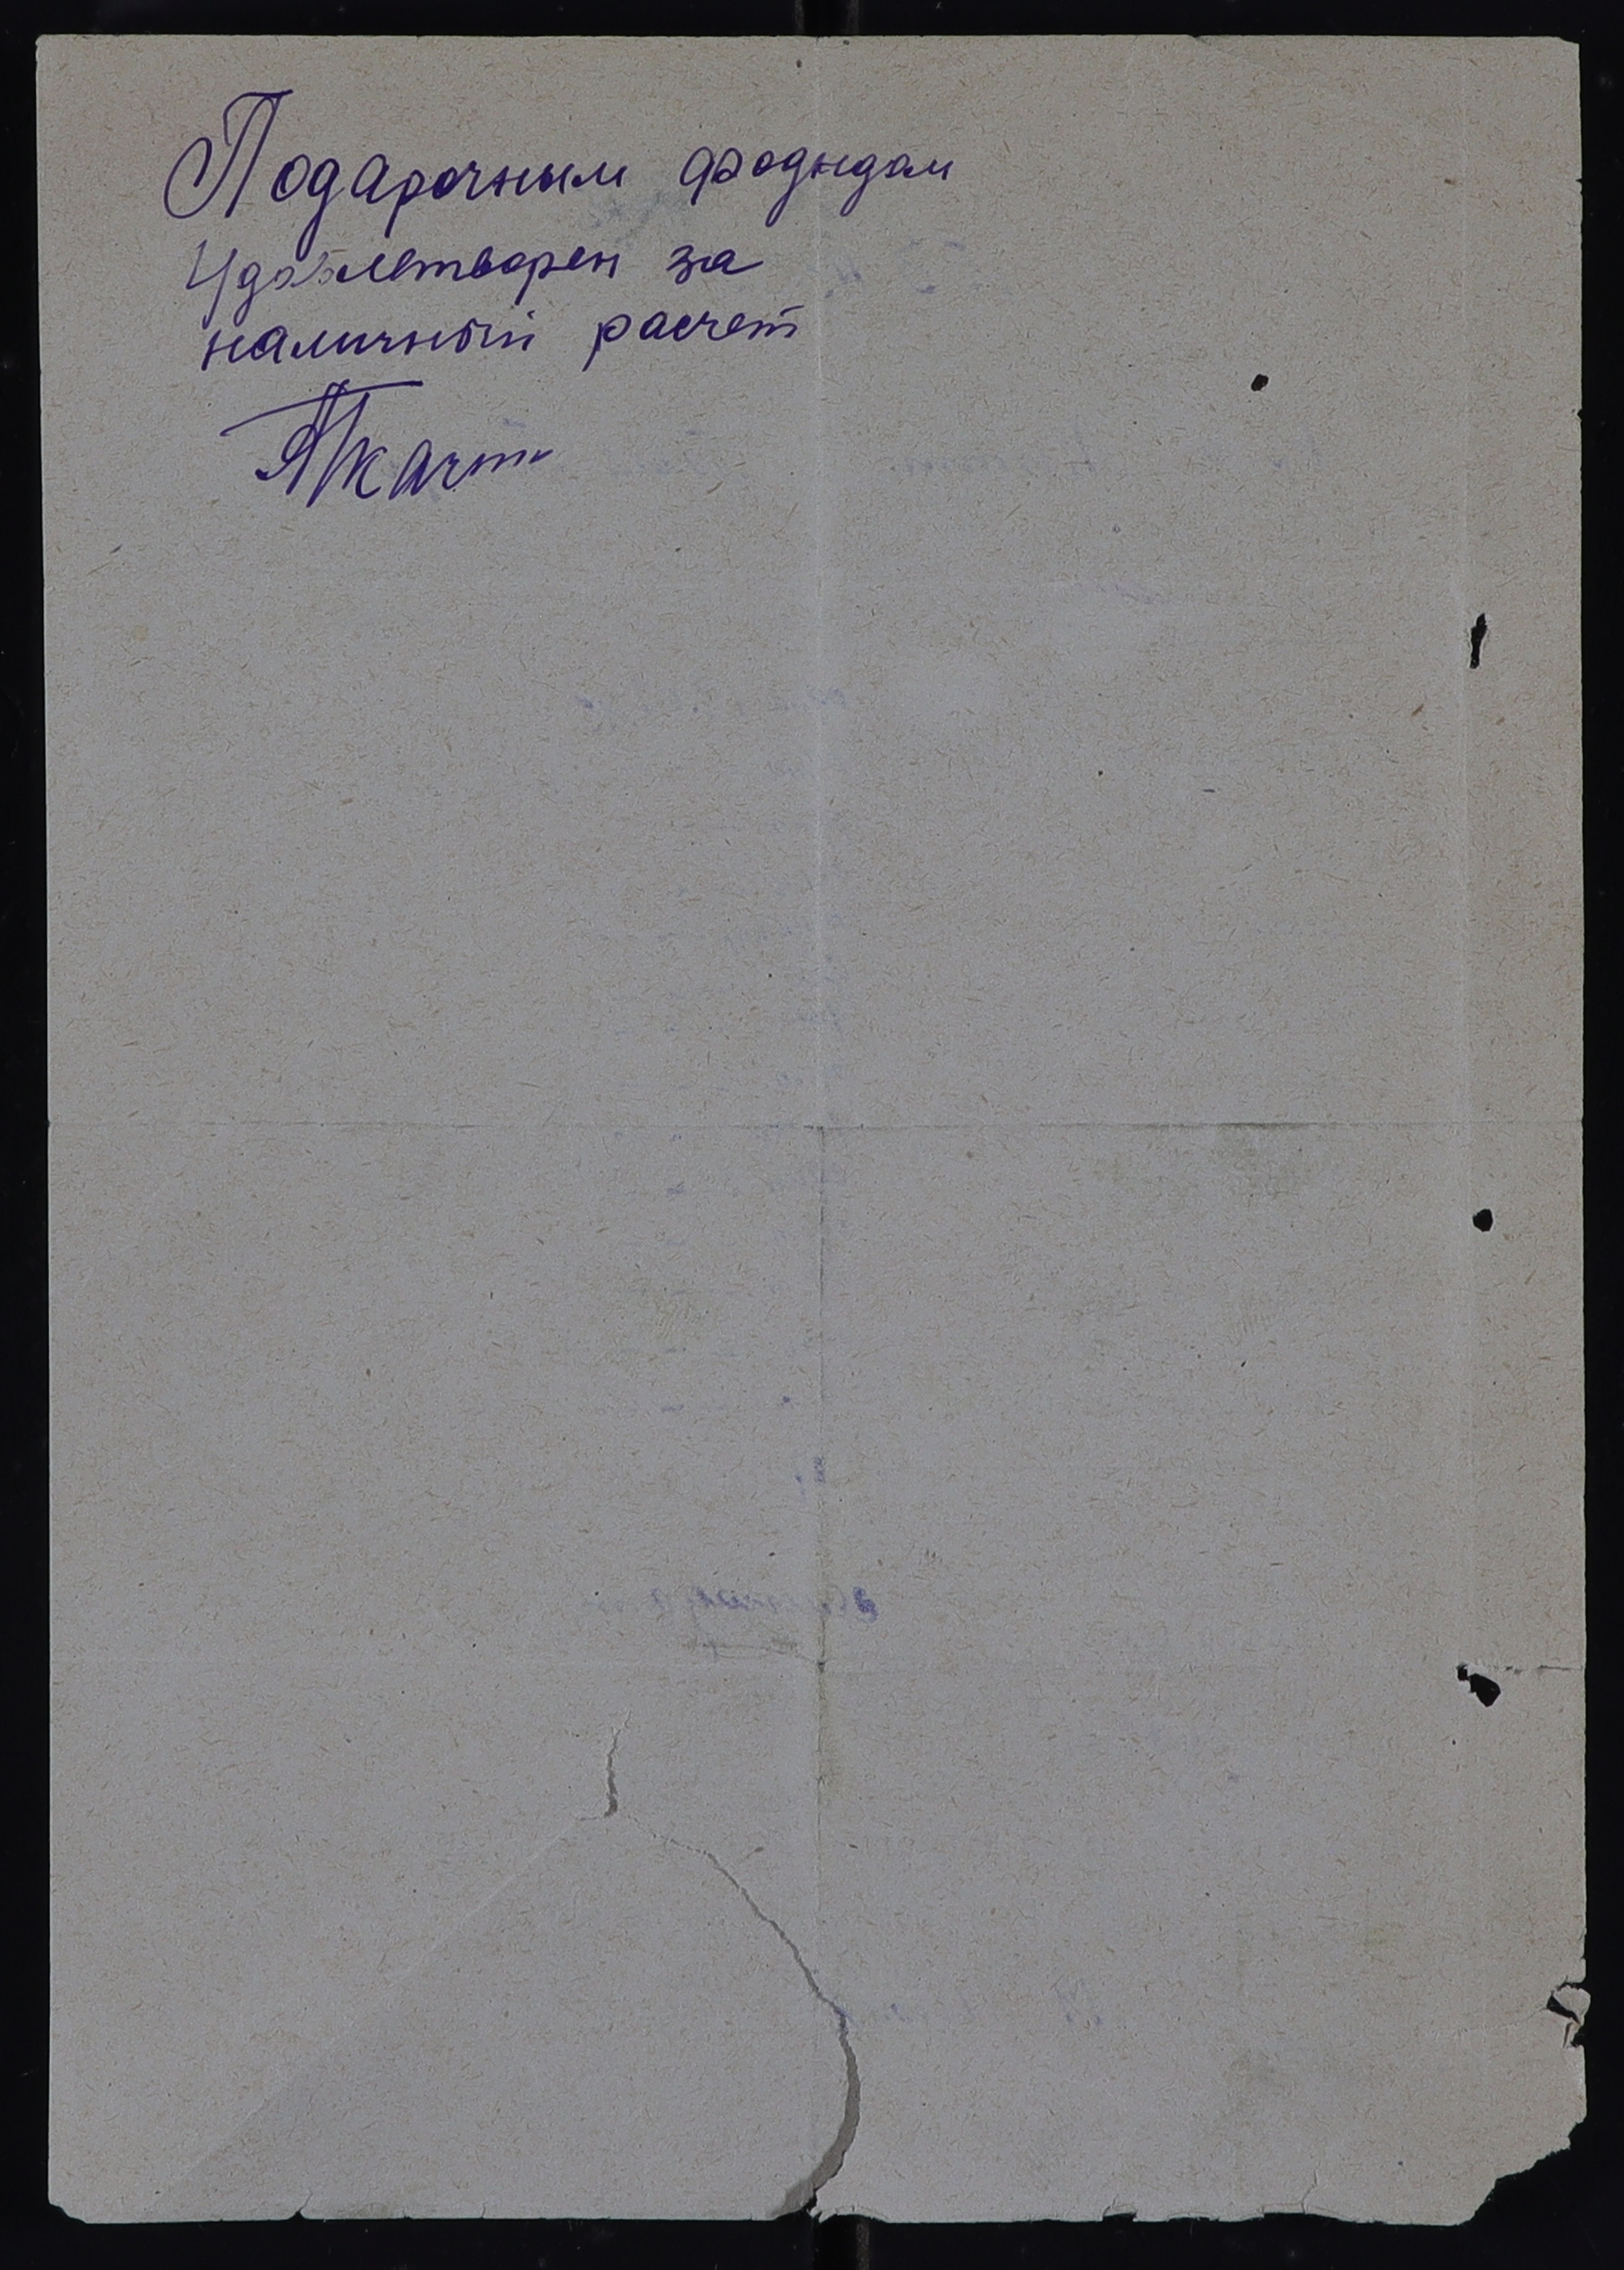 Подарочным фондом
Удовлетворен за
наличный расчет